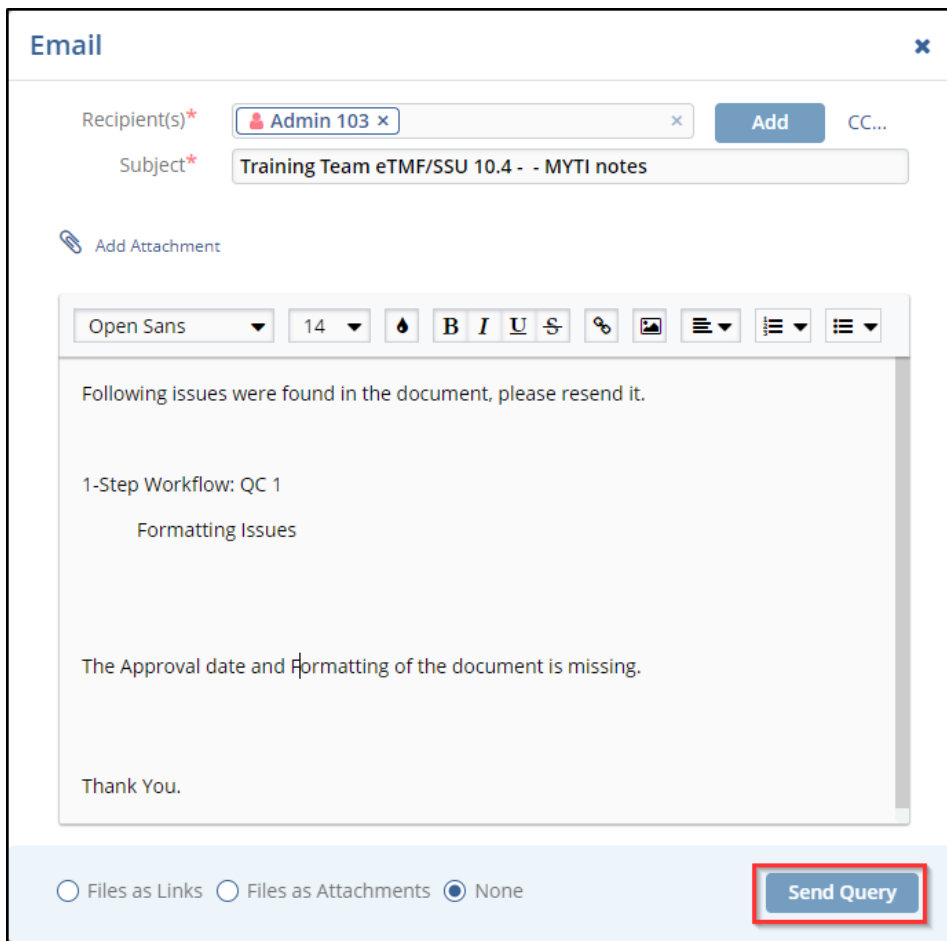 Email ×
Recipient(s)* Admin 103 × × Add CC...
Subject* Training Team eTMF/SSU 10.4 - - MYTI notes
Add Attachment
Open Sans 14 B I U S
Following issues were found in the document, please resend it.
1-Step Workflow: QC 1
Formatting Issues
The Approval date and Formatting of the document is missing.
Thank You.
Files as Links Files as Attachments None Send Query